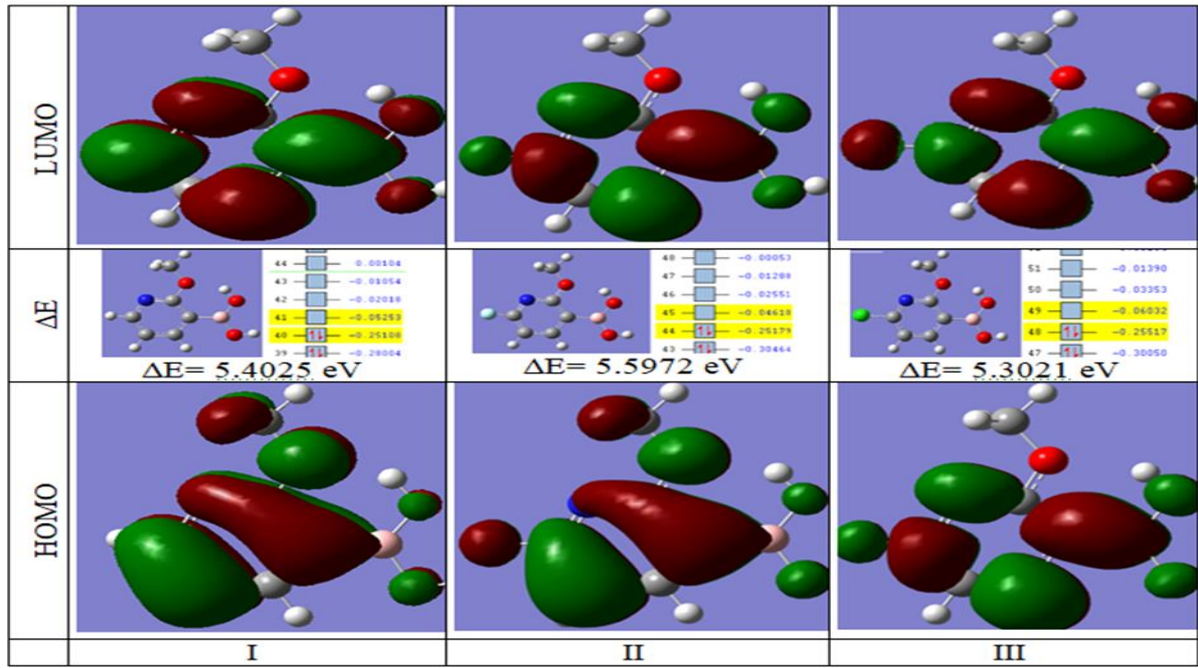 LUMO
ΔE
44 0.00104
43 -0.01054
42 -0.02018
41 -0.05253
40 -0.25108
39 -0.28004
ΔE= 5.4025 eV
48 -0.00053
47 -0.01288
46 -0.02551
45 -0.04618
44 -0.25179
43 -0.30464
ΔE= 5.5972 eV
51 -0.01390
50 -0.03353
49 -0.06032
48 -0.25517
47 -0.30050
ΔE= 5.3021 eV
HOMO
I II III